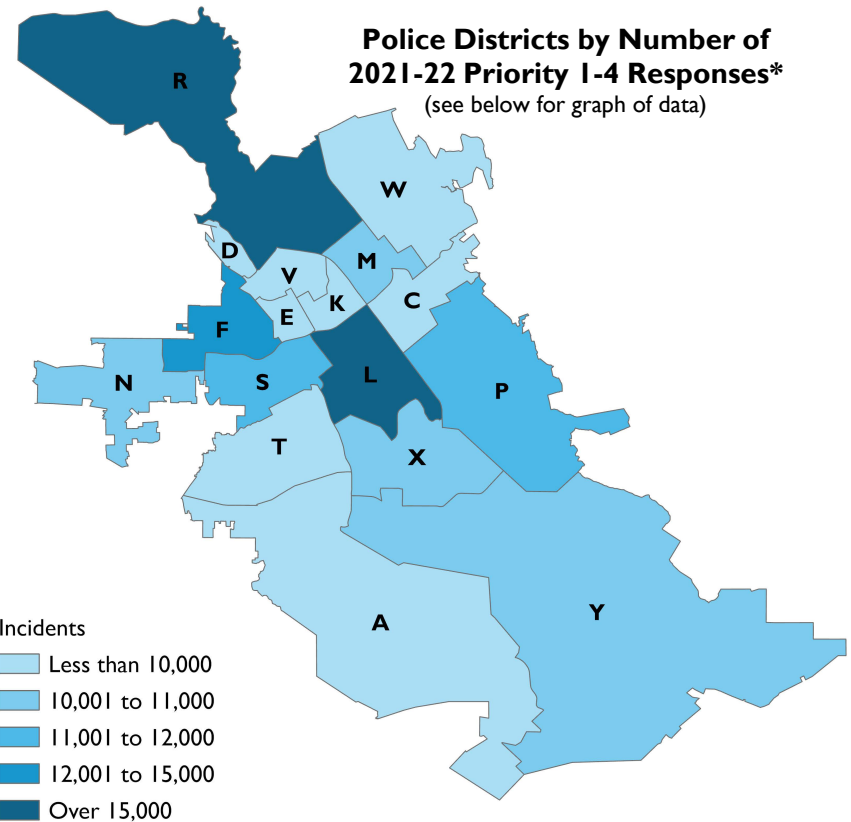 Police Districts by Number of
2021-22 Priority 1-4 Responses*
(see below for graph of data)
R
W
D
M
V
K
C
E
F
L
N
S
P
T
X
A
Y
Incidents
Less than 10,000
10,001 to 11,000
11,001 to 12,000
12,001 to 15,000
Over 15,000